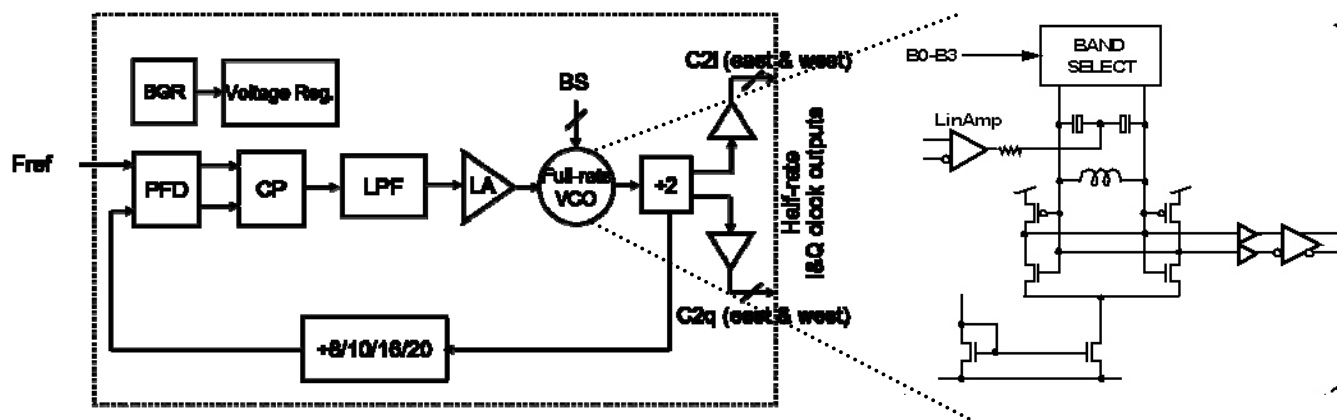 C2I (east & west)
BGR
Voltage Reg.
BS
Fref
PFD
CP
LPF
LA
Full-rate
VCO
÷2
Half-rate
I&Q clock outputs
C2q (east & west)
÷8/10/16/20
B0-B3
BAND
SELECT
LinAmp